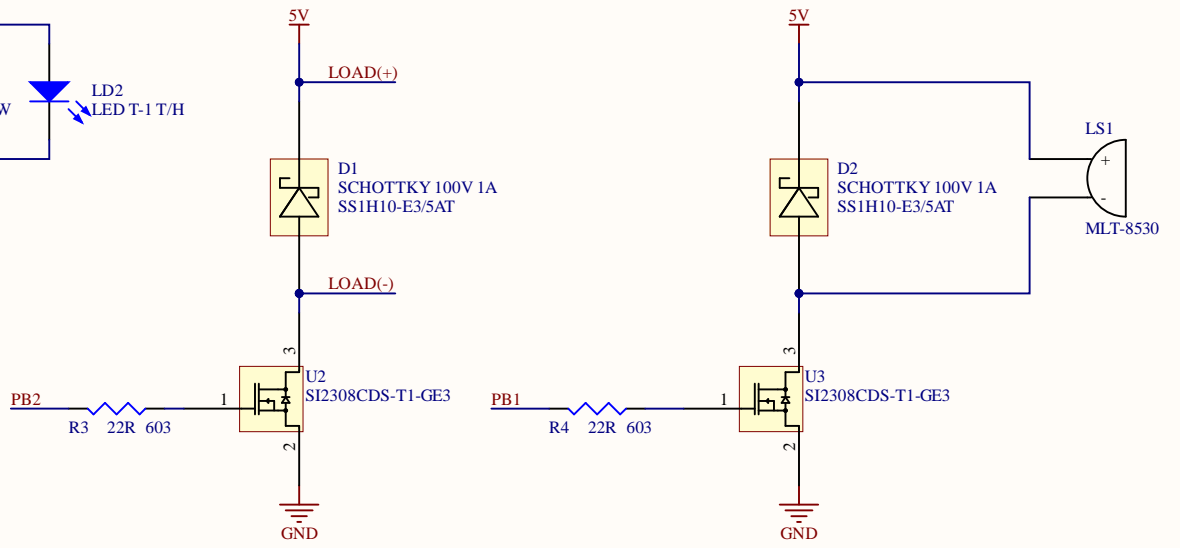 W
LD2
LED T-1 T/H
5V
LOAD(+)
D1
SCHOTTKY 100V 1A
SS1H10-E3/5AT
LOAD(-)
3
U2
SI2308CDS-T1-GE3
PB2
1
R3 22R 603
2
GND
5V
LS1
+
-
MLT-8530
D2
SCHOTTKY 100V 1A
SS1H10-E3/5AT
3
U3
SI2308CDS-T1-GE3
PB1
1
R4 22R 603
2
GND